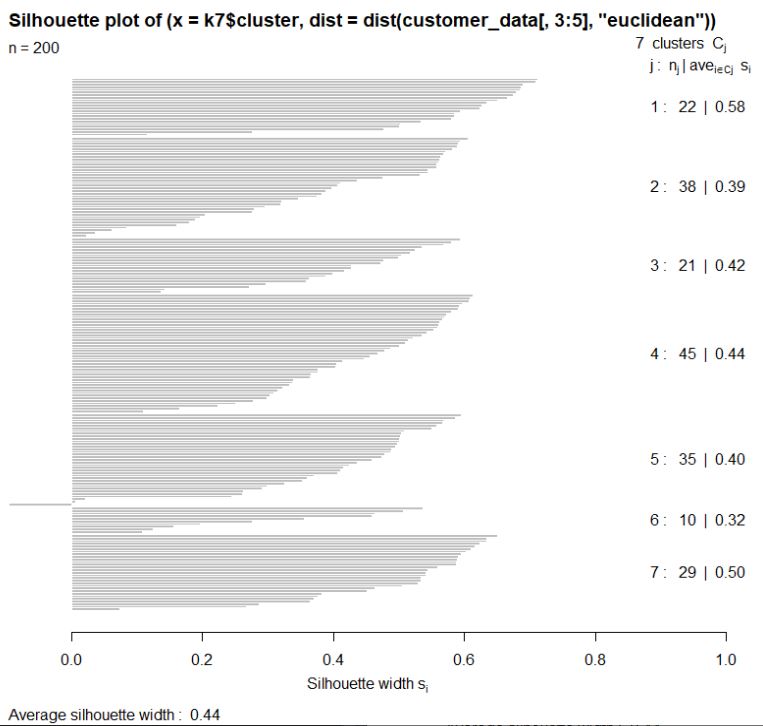 Silhouette plot of (x = k7$cluster, dist = dist(customer_data[, 3:5], "euclidean"))
n = 200
7 clusters Cj
j : nj | avei∈Cj si
1 : 22 | 0.58
2 : 38 | 0.39
3 : 21 | 0.42
4 : 45 | 0.44
5 : 35 | 0.40
6 : 10 | 0.32
7 : 29 | 0.50
0.0 0.2 0.4 0.6 0.8 1.0
Silhouette width si
Average silhouette width : 0.44